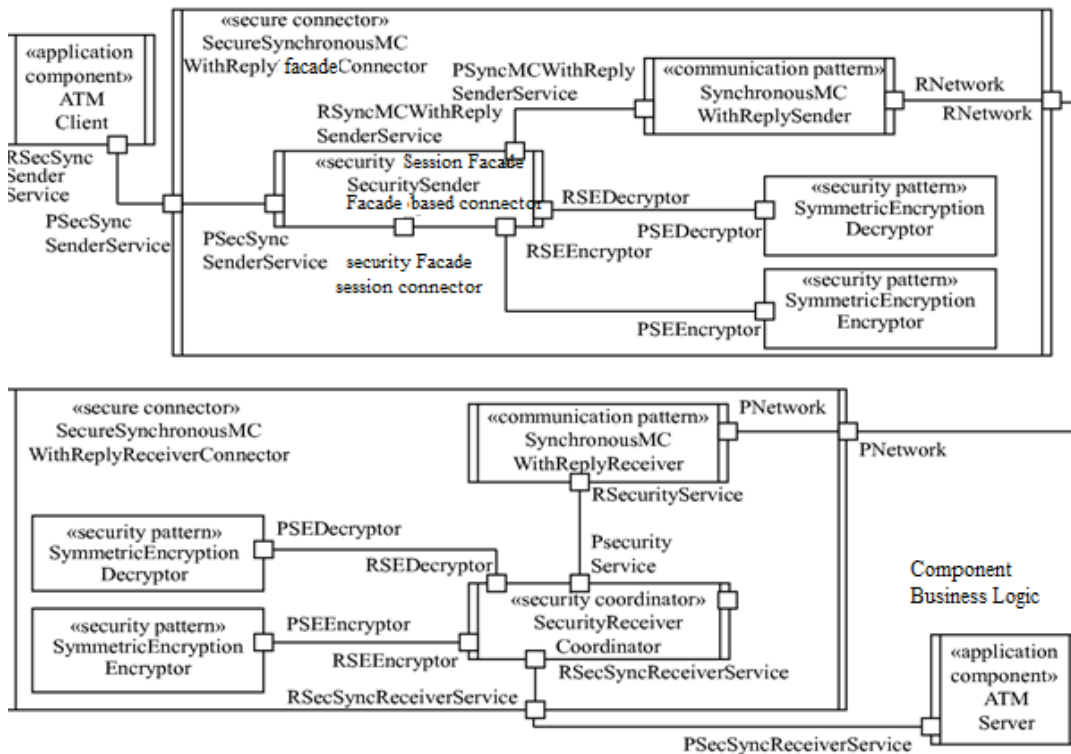 «secure connector»
SecureSynchronousMC
WithReply facadeConnector
«application
component»
ATM
Client
RSecSync
Sender
Service
PSecSync
SenderService
PSyncMCWithReply
SenderService
RSyncMCWithReply
SenderService
«communication pattern»
SynchronousMC
WithReplySender
RNetwork
RNetwork
«security Session Facade
SecuritySender
Facade based connector
PSecSync
SenderService
security Facade
session connector
RSEDecryptor
PSEDecryptor
RSEEncryptor
PSEEncryptor
«security pattern»
SymmetricEncryption
Decryptor
«security pattern»
SymmetricEncryption
Encryptor
«secure connector»
SecureSynchronousMC
WithReplyReceiverConnector
«communication pattern»
SynchronousMC
WithReplyReceiver
PNetwork
PNetwork
RSecurityService
Psecurity
Service
«security pattern»
SymmetricEncryption
Decryptor
PSEDecryptor
RSEDecryptor
«security pattern»
SymmetricEncryption
Encryptor
PSEEncryptor
RSEEncryptor
«security coordinator»
SecurityReceiver
Coordinator
RSecSyncReceiverService
RSecSyncReceiverService
Component
Business Logic
«application
component»
ATM
Server
PSecSyncReceiverService